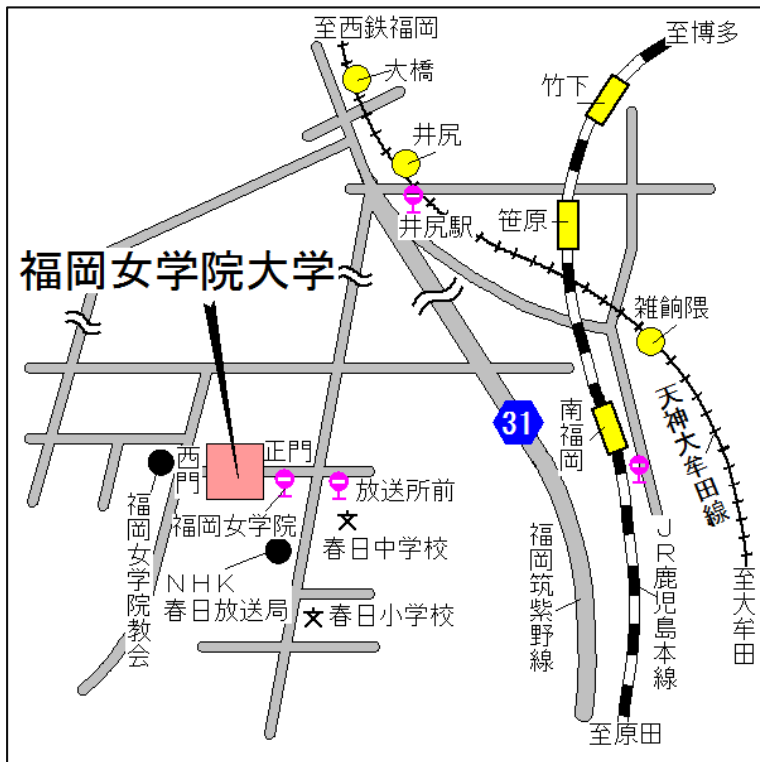 至西鉄福岡
至博多
大橋
竹下
井尻
井尻駅
笹原
福岡女学院大学
雑餉隈
31
南福岡
天神大牟田線
西門
正門
放送所前
福岡女学院
春日中学校
福岡女学院教会
NHK
春日放送局
春日小学校
福岡筑紫野線
JR鹿児島本線
至大牟田
至原田